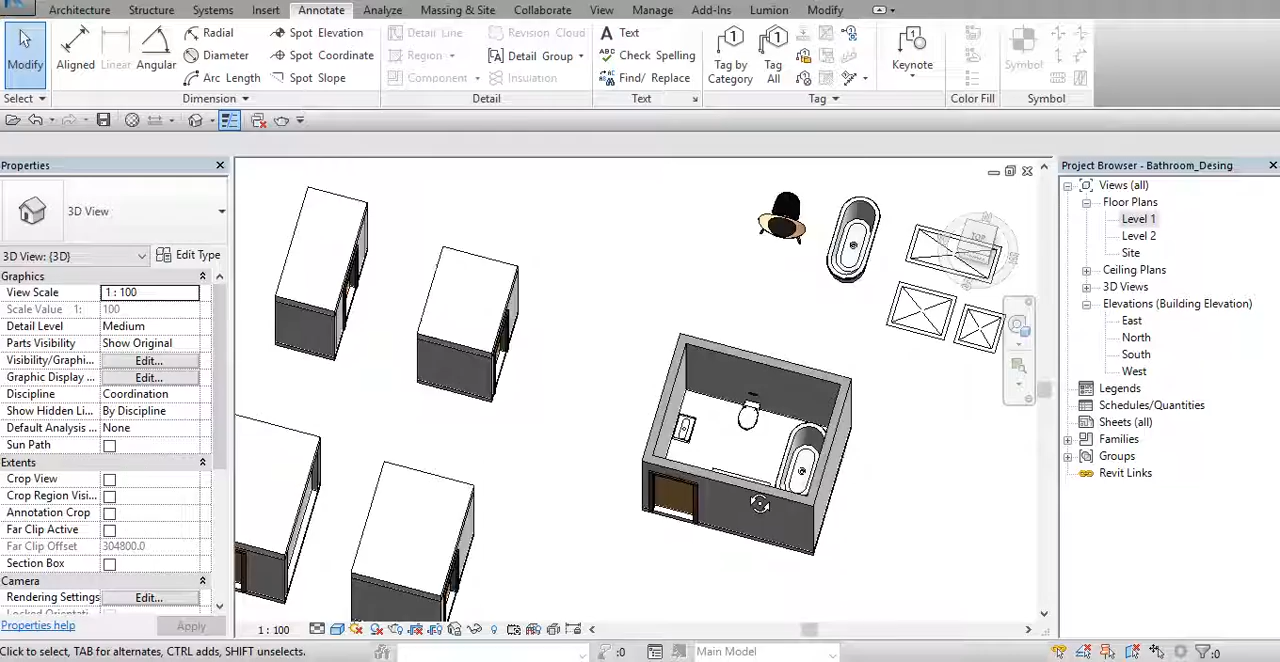 Architecture Structure Systems Insert Annotate Analyze Massing & Site Collaborate View Manage Add-Ins Lumion Modify
Radial Spot Elevation Detail Line Revision Cloud Text
Diameter Spot Coordinate Region Detail Group Check Spelling
Modify Aligned Linear Angular Arc Length Spot Slope Component Insulation Find/ Replace Tag by Category Tag All Keynote Symbol
Select Dimension Detail Text Tag Color Fill Symbol
Properties
3D View
3D View: {3D} Edit Type
Graphics
View Scale 1 : 100
Scale Value 1: 100
Detail Level Medium
Parts Visibility Show Original
Visibility/Graphi... Edit...
Graphic Display ... Edit...
Discipline Coordination
Show Hidden Li... By Discipline
Default Analysis ... None
Sun Path
Extents
Crop View
Crop Region Visi...
Annotation Crop
Far Clip Active
Far Clip Offset 304800.0
Section Box
Camera
Rendering Settings Edit...
Properties help Apply
TOP
1 : 100
Project Browser - Bathroom_Desing
Views (all)
Floor Plans
Level 1
Level 2
Site
Ceiling Plans
3D Views
Elevations (Building Elevation)
East
North
South
West
Legends
Schedules/Quantities
Sheets (all)
Families
Groups
Revit Links
Click to select, TAB for alternates, CTRL adds, SHIFT unselects. :0 Main Model :0